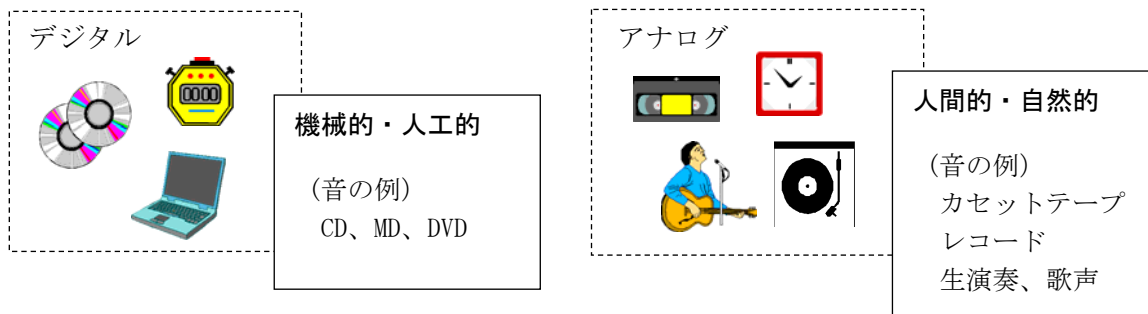 デジタル
0000
機械的・人工的
(音の例)
CD、MD、DVD
アナログ
人間的・自然的
(音の例)
カセットテープ
レコード
生演奏、歌声